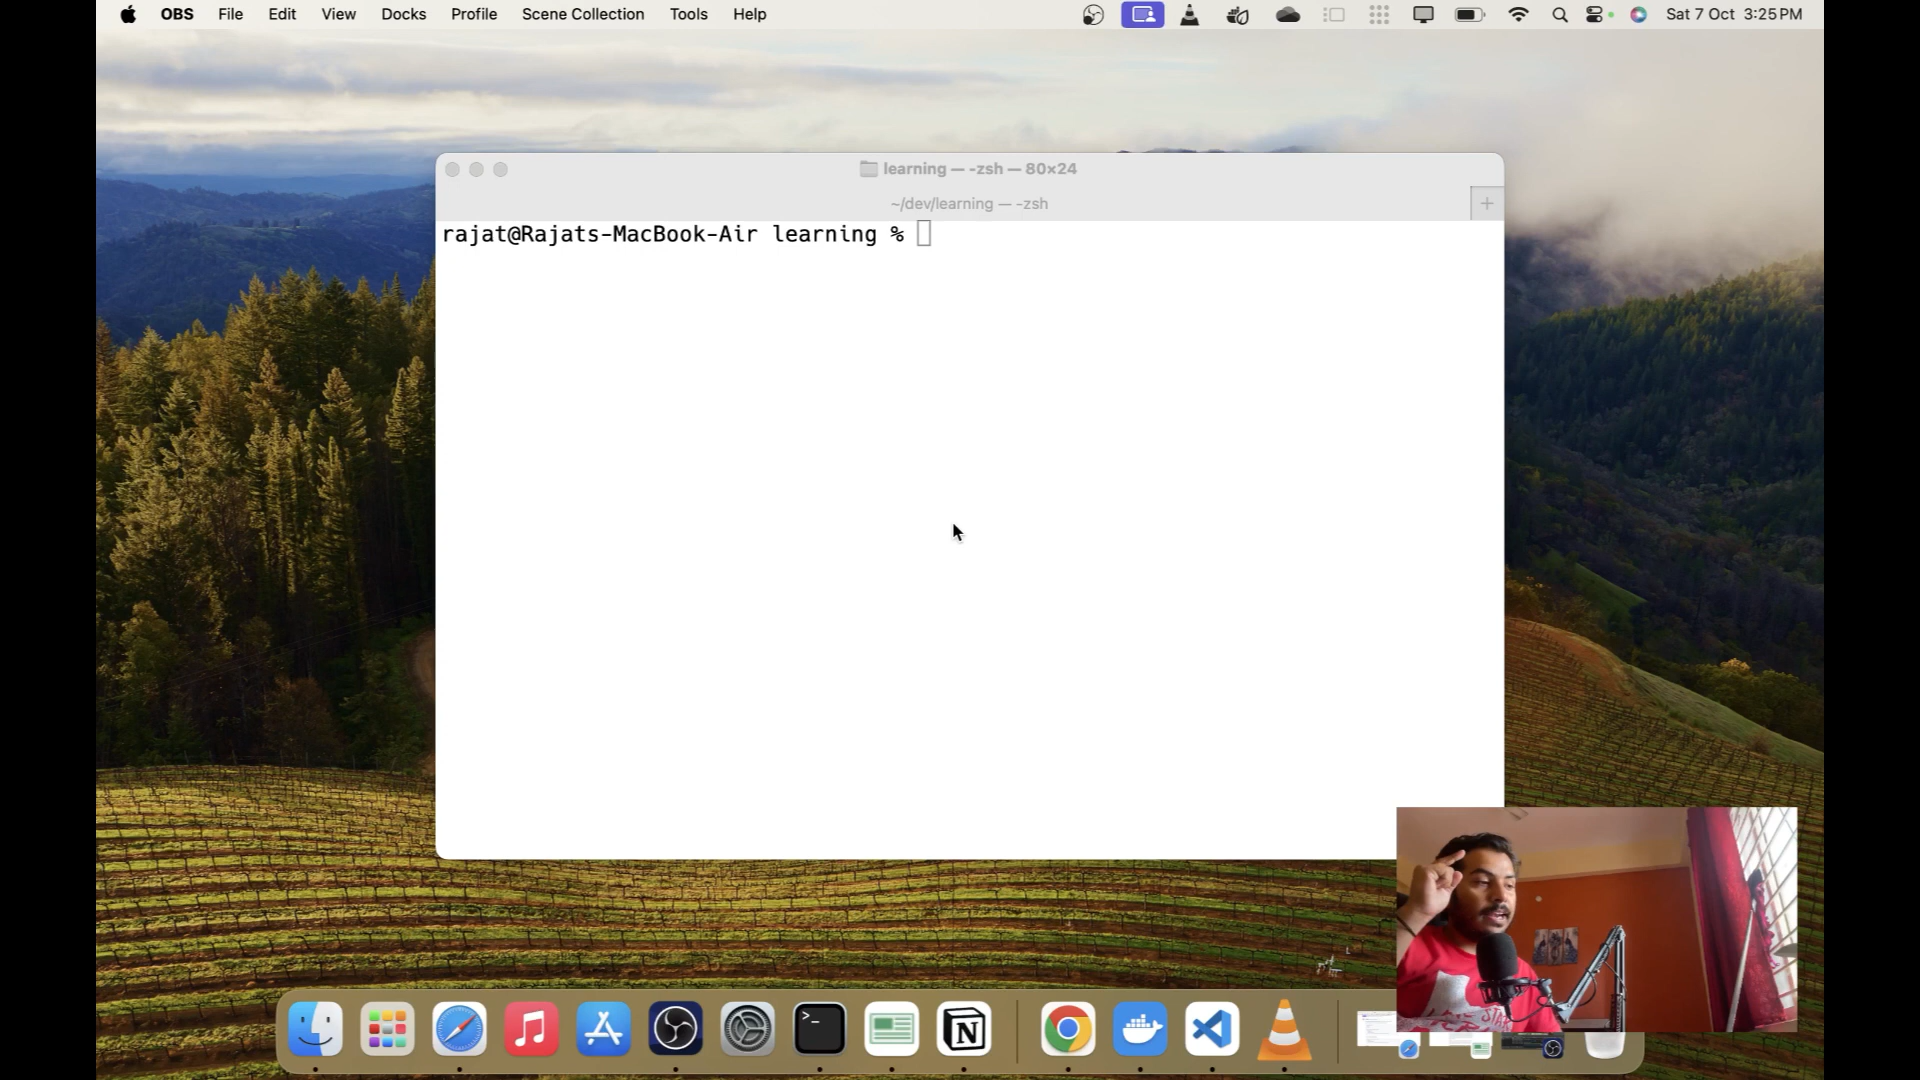 OBS File Edit View Docks Profile Scene Collection Tools Help Sat 7 Oct 3:25 PM
learning — -zsh — 80×24
~/dev/learning — -zsh
rajat@Rajats-MacBook-Air learning %